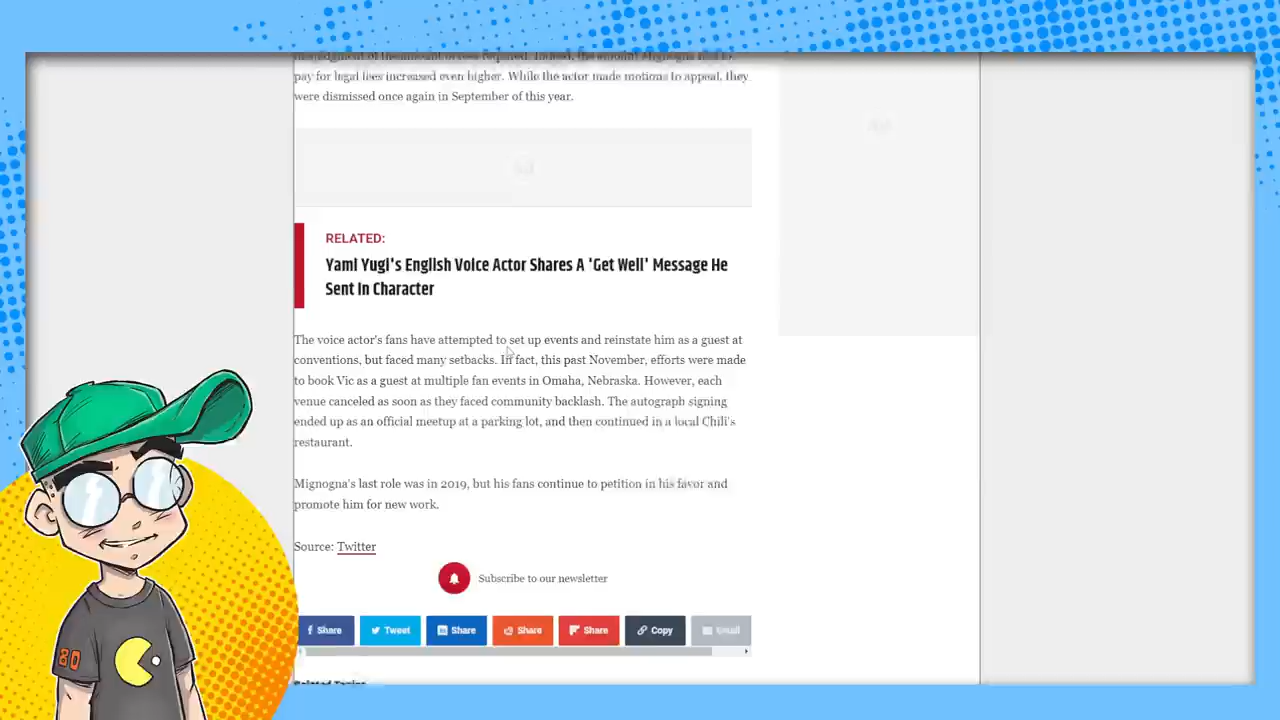 pay for legal fees increased even higher. While the actor made motions to appeal, they
were dismissed once again in September of this year.
Ad
Ad
RELATED:
Yami Yugi's English Voice Actor Shares A 'Get Well' Message He
Sent In Character
The voice actor's fans have attempted to set up events and reinstate him as a guest at
conventions, but faced many setbacks. In fact, this past November, efforts were made
to book Vic as a guest at multiple fan events in Omaha, Nebraska. However, each
venue canceled as soon as they faced community backlash. The autograph signing
ended up as an official meetup at a parking lot, and then continued in a local Chili's
restaurant.
Mignogna's last role was in 2019, but his fans continue to petition in his favor and
promote him for new work.
Source: Twitter
Subscribe to our newsletter
Share Tweet Share Share Share Copy Email
Related Topics
80